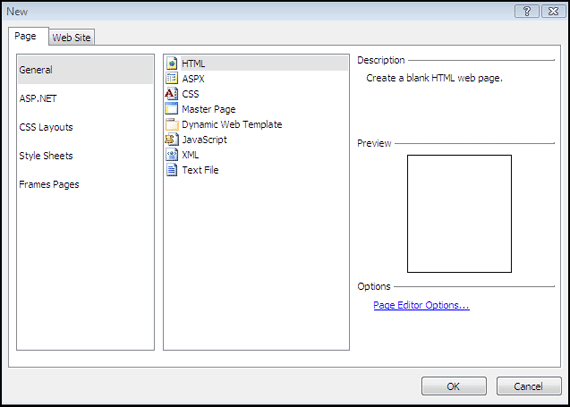 New
Page
Web Site
General
ASP.NET
CSS Layouts
Style Sheets
Frames Pages
HTML
ASPX
CSS
Master Page
Dynamic Web Template
JavaScript
XML
Text File
Description
Create a blank HTML web page.
Preview
Options
Page Editor Options...
OK
Cancel